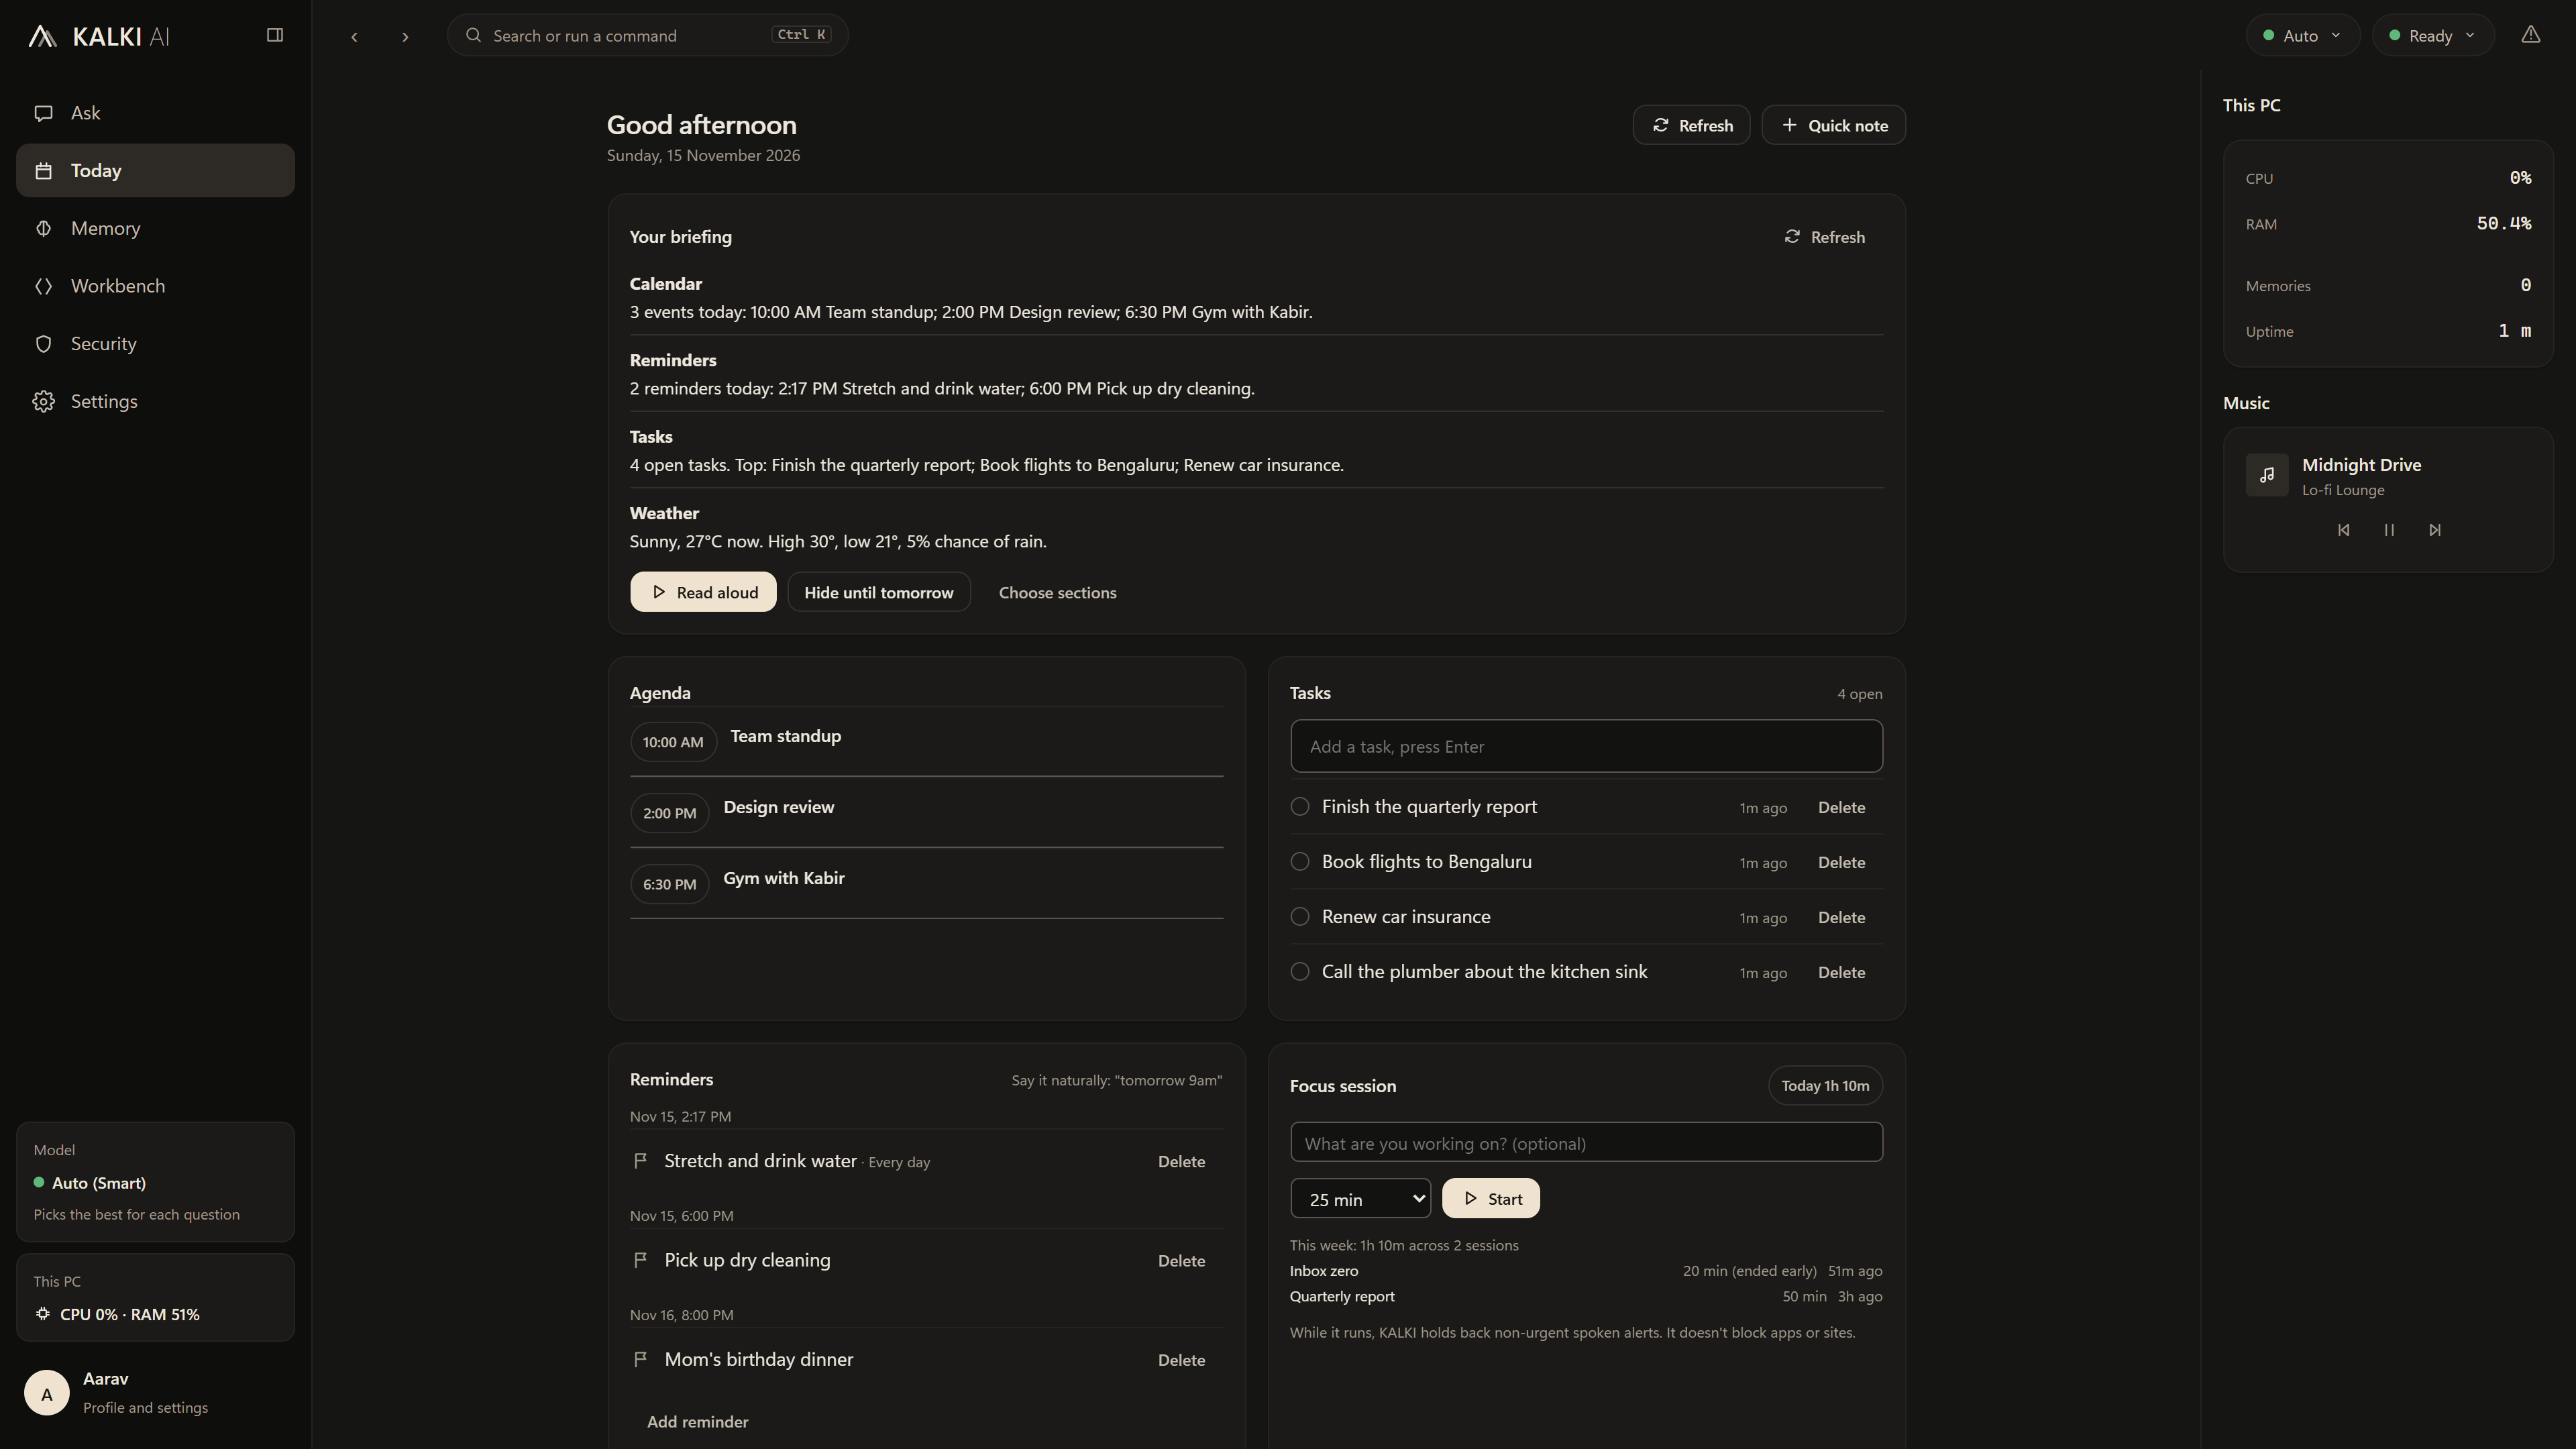 KALKI AI
Ask
Today
Memory
Workbench
Security
Settings
Model
Auto (Smart)
Picks the best for each question
This PC
CPU 0% · RAM 51%
A
Aarav
Profile and settings
Search or run a command
Ctrl K
Auto
Ready
Good afternoon
Sunday, 15 November 2026
Refresh
Quick note
Your briefing
Refresh
Calendar
3 events today: 10:00 AM Team standup; 2:00 PM Design review; 6:30 PM Gym with Kabir.
Reminders
2 reminders today: 2:17 PM Stretch and drink water; 6:00 PM Pick up dry cleaning.
Tasks
4 open tasks. Top: Finish the quarterly report; Book flights to Bengaluru; Renew car insurance.
Weather
Sunny, 27°C now. High 30°, low 21°, 5% chance of rain.
Read aloud
Hide until tomorrow
Choose sections
Agenda
10:00 AM Team standup
2:00 PM Design review
6:30 PM Gym with Kabir
Tasks
4 open
Add a task, press Enter
Finish the quarterly report 1m ago Delete
Book flights to Bengaluru 1m ago Delete
Renew car insurance 1m ago Delete
Call the plumber about the kitchen sink 1m ago Delete
Reminders
Say it naturally: "tomorrow 9am"
Nov 15, 2:17 PM
Stretch and drink water · Every day Delete
Nov 15, 6:00 PM
Pick up dry cleaning Delete
Nov 16, 8:00 PM
Mom's birthday dinner Delete
Add reminder
Focus session
Today 1h 10m
What are you working on? (optional)
25 min
Start
This week: 1h 10m across 2 sessions
Inbox zero 20 min (ended early) 51m ago
Quarterly report 50 min 3h ago
While it runs, KALKI holds back non-urgent spoken alerts. It doesn't block apps or sites.
This PC
CPU 0%
RAM 50.4%
Memories 0
Uptime 1 m
Music
Midnight Drive
Lo-fi Lounge